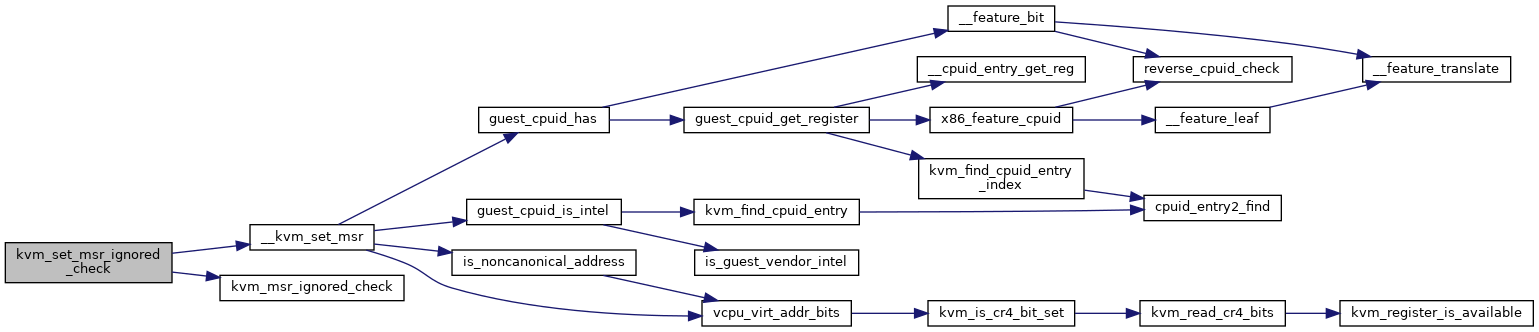 __feature_bit
__cpuid_entry_get_reg
reverse_cpuid_check
__feature_translate
guest_cpuid_has
guest_cpuid_get_register
x86_feature_cpuid
__feature_leaf
kvm_find_cpuid_entry
_index
guest_cpuid_is_intel
kvm_find_cpuid_entry
cpuid_entry2_find
__kvm_set_msr
kvm_set_msr_ignored
_check
is_noncanonical_address
is_guest_vendor_intel
kvm_msr_ignored_check
vcpu_virt_addr_bits
kvm_is_cr4_bit_set
kvm_read_cr4_bits
kvm_register_is_available